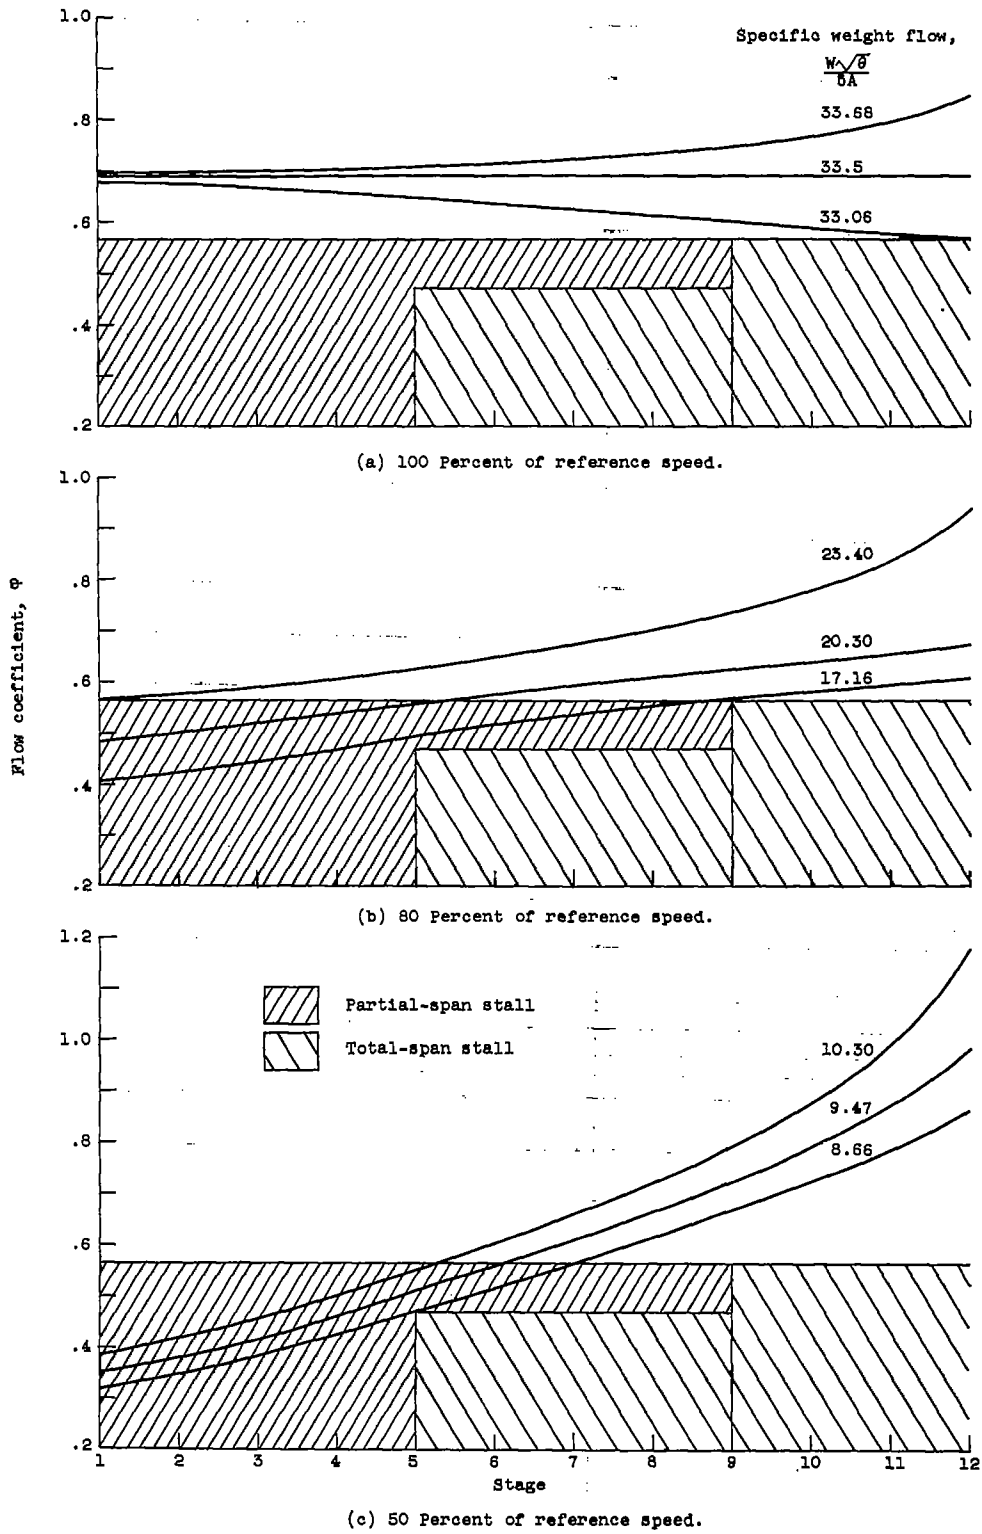 Specific weight flow,
W√θ
δA
1.0
.8
.6
.4
.2
33.68
33.5
33.06
(a) 100 Percent of reference speed.
1.0
.8
.6
.4
.2
23.40
20.30
17.16
(b) 80 Percent of reference speed.
Flow coefficient, φ
1.2
1.0
.8
.6
.4
.2
Partial-span stall
Total-span stall
10.30
9.47
8.66
1 2 3 4 5 6 7 8 9 10 11 12
Stage
(c) 50 Percent of reference speed.